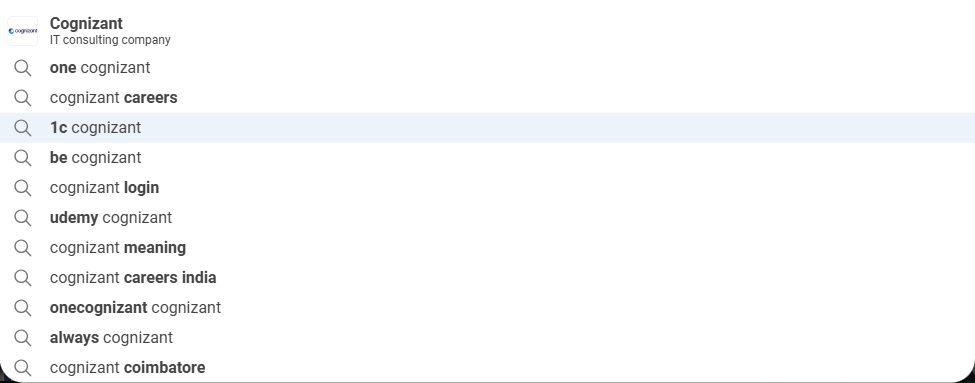 cognizant
Cognizant
IT consulting company
one cognizant
cognizant careers
1c cognizant
be cognizant
cognizant login
udemy cognizant
cognizant meaning
cognizant careers india
onecognizant cognizant
always cognizant
cognizant coimbatore